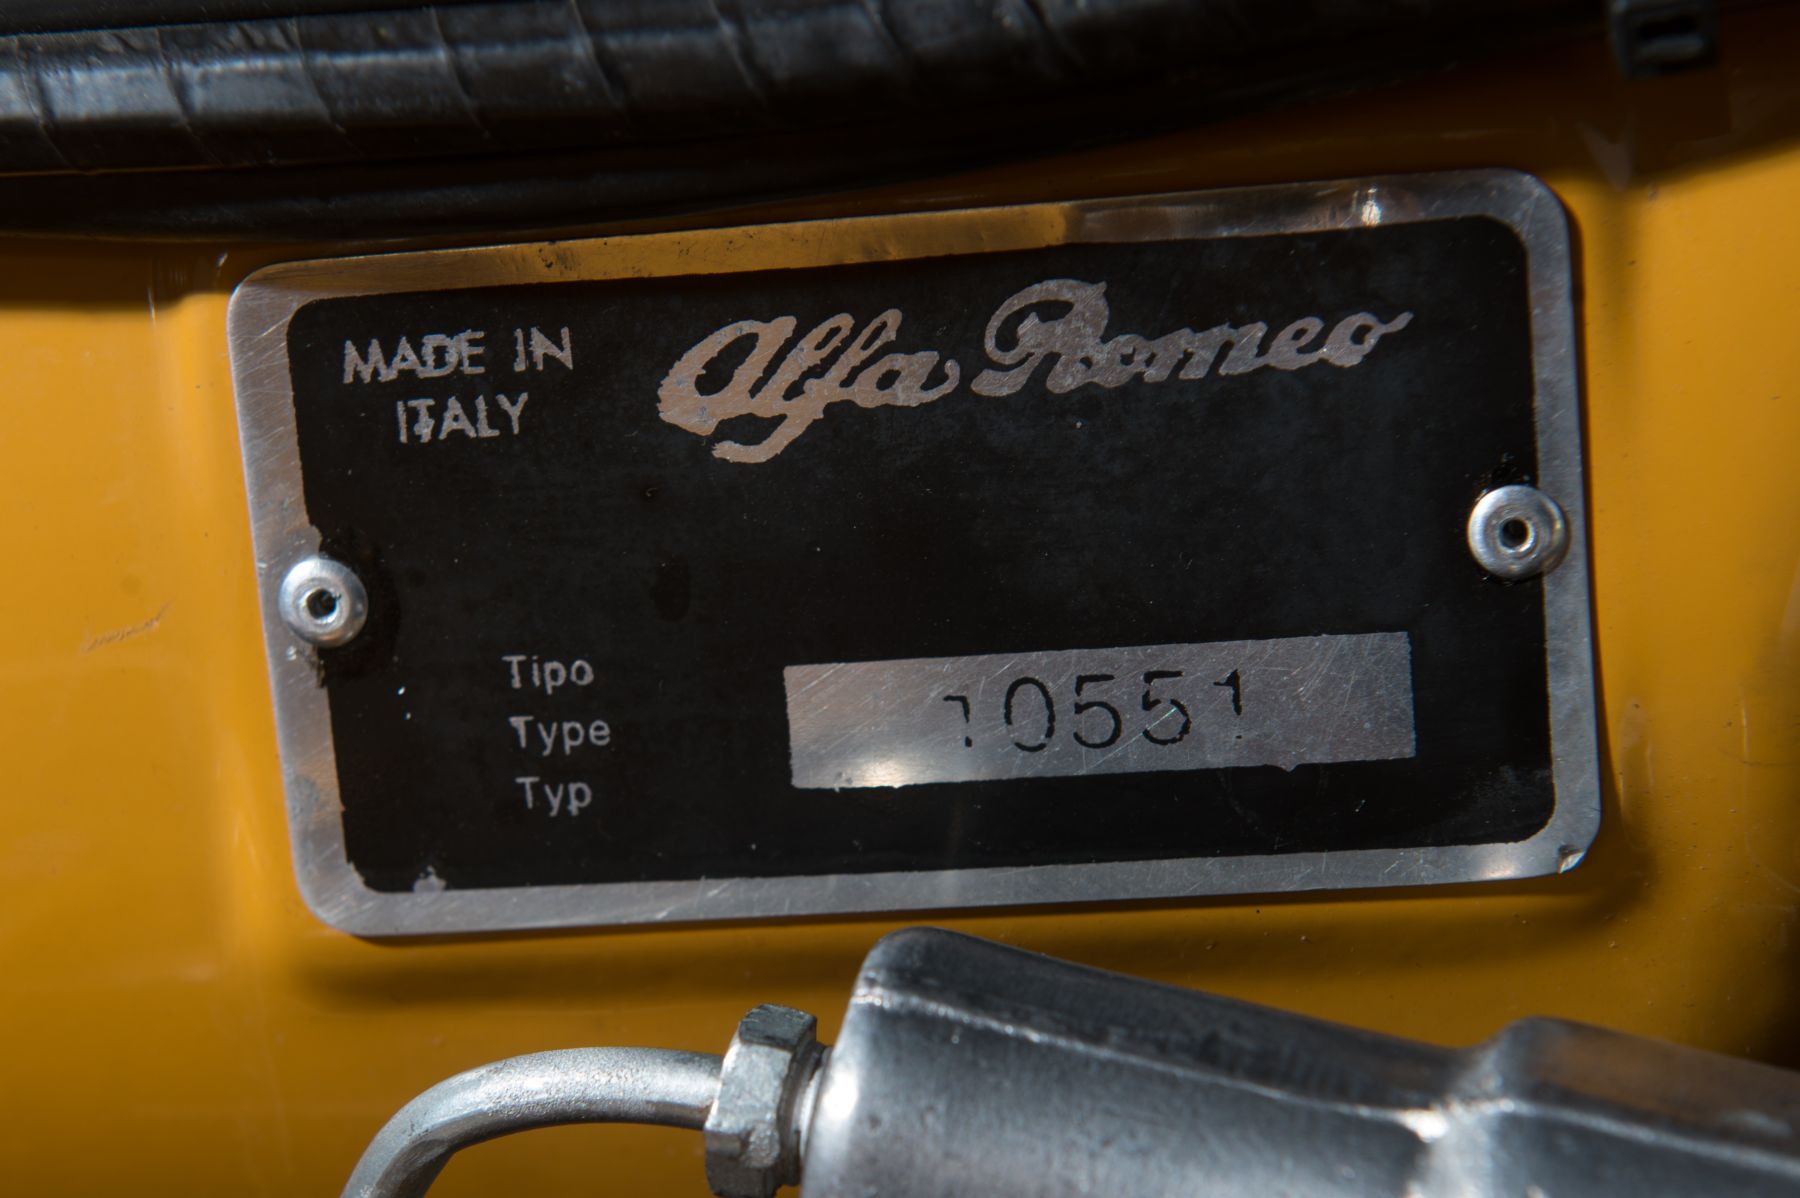 MADE IN
ITALY
Alfa Romeo
Tipo
Type
Typ
10551